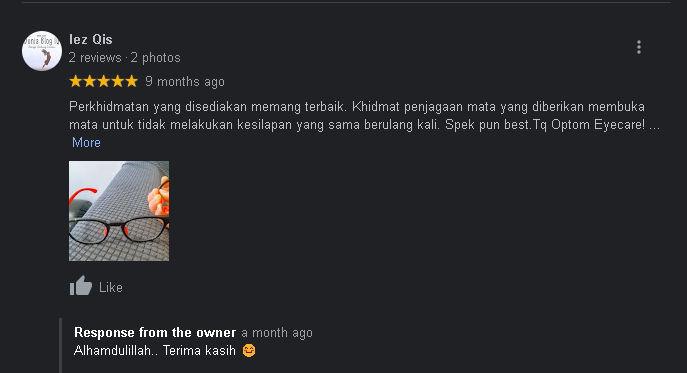 Iez Qis
2 reviews · 2 photos
9 months ago
Perkhidmatan yang disediakan memang terbaik. Khidmat penjagaan mata yang diberikan membuka
mata untuk tidak melakukan kesilapan yang sama berulang kali. Spek pun best.Tq Optom Eyecare! ...
More
Like
Response from the owner a month ago
Alhamdulillah.. Terima kasih 😊